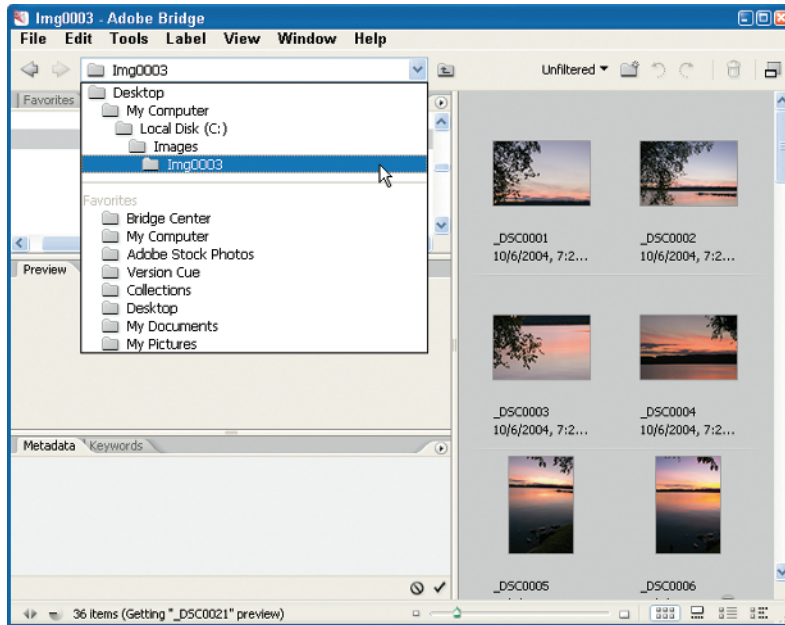 Img0003 - Adobe Bridge
File Edit Tools Label View Window Help
Img0003
Unfiltered
Favorites
Desktop
My Computer
Local Disk (C:)
Images
Img0003
Favorites
Bridge Center
My Computer
Adobe Stock Photos
Version Cue
Collections
Desktop
My Documents
My Pictures
Preview
Metadata Keywords
_DSC0001
10/6/2004, 7:2...
_DSC0002
10/6/2004, 7:2...
_DSC0003
10/6/2004, 7:2...
_DSC0004
10/6/2004, 7:2...
_DSC0005
_DSC0006
36 items (Getting "_DSC0021" preview)